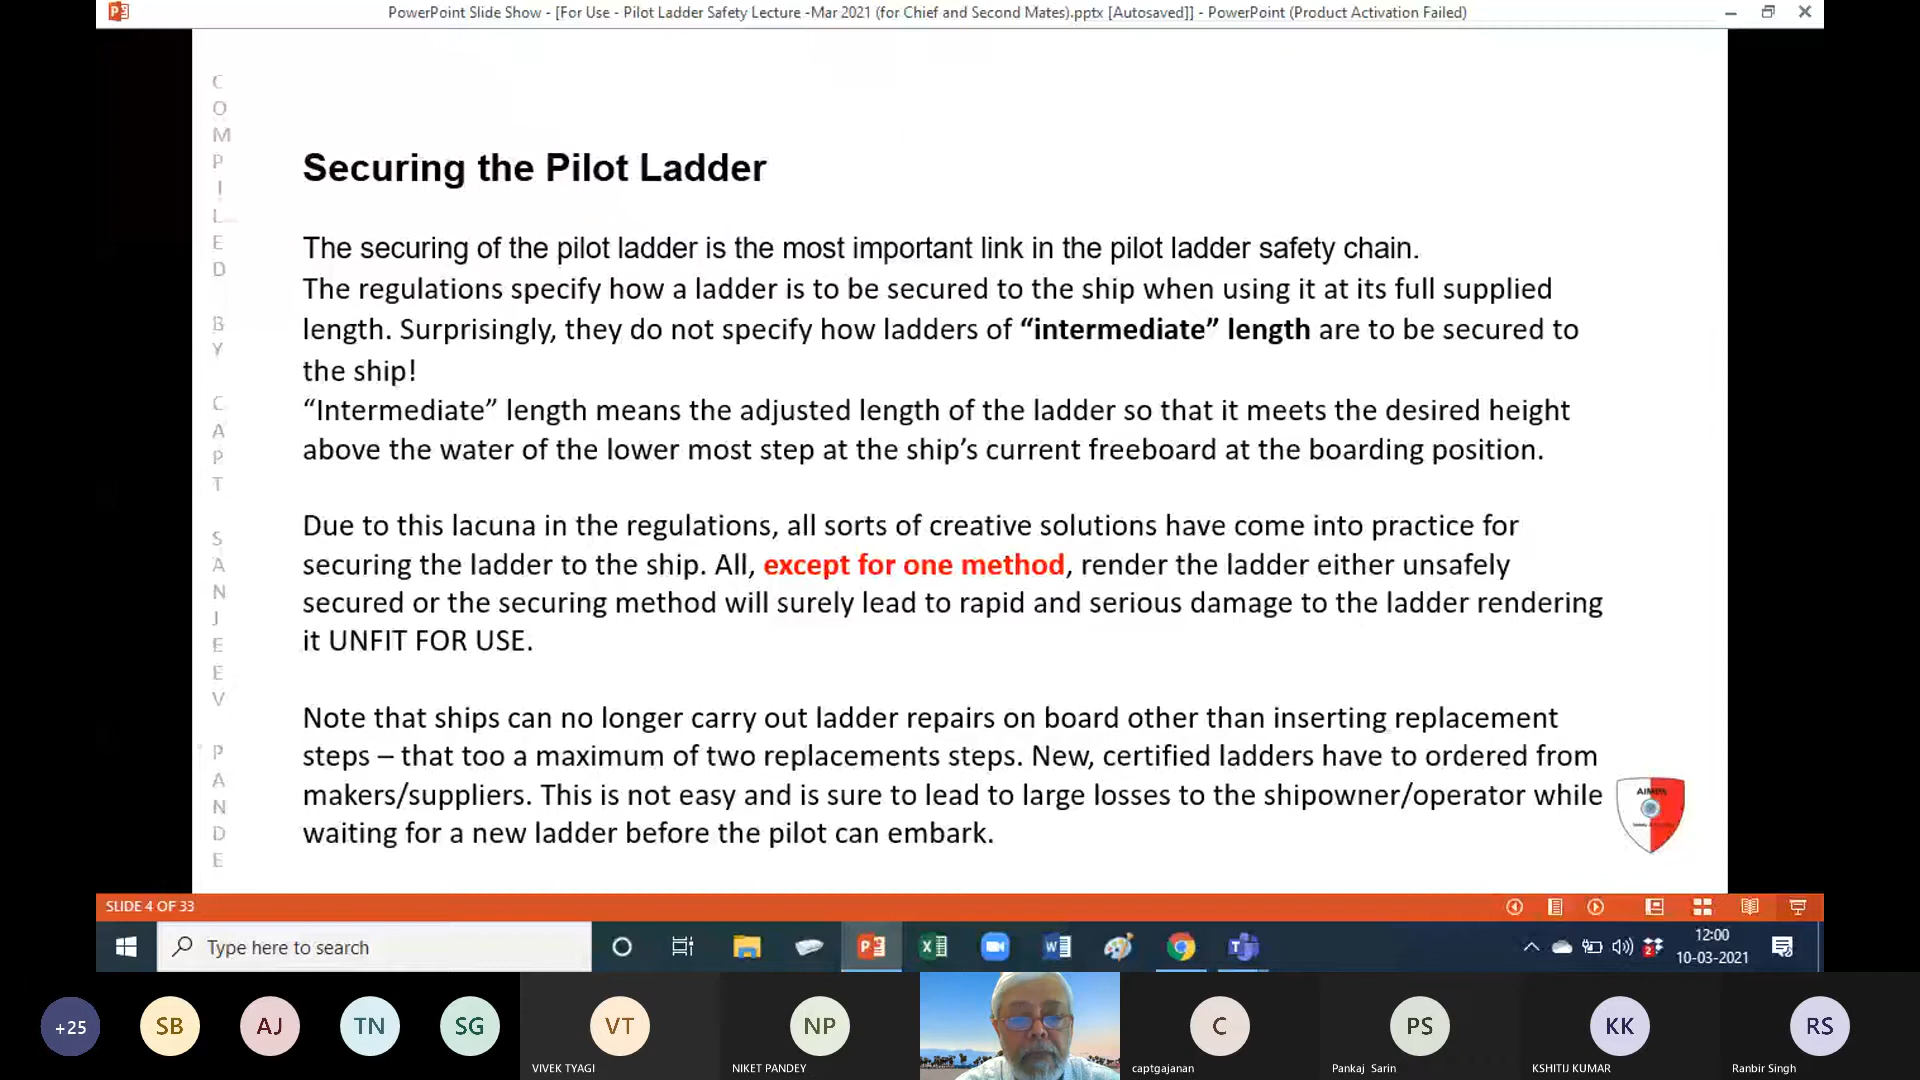 PowerPoint Slide Show - [For Use - Pilot Ladder Safety Lecture -Mar 2021 (for Chief and Second Mates).pptx [Autosaved]] - PowerPoint (Product Activation Failed)
COMPILED BY CAPT SANJEEV PANDE
Securing the Pilot Ladder
The securing of the pilot ladder is the most important link in the pilot ladder safety chain.
The regulations specify how a ladder is to be secured to the ship when using it at its full supplied
length. Surprisingly, they do not specify how ladders of “intermediate” length are to be secured to
the ship!
“Intermediate” length means the adjusted length of the ladder so that it meets the desired height
above the water of the lower most step at the ship’s current freeboard at the boarding position.
Due to this lacuna in the regulations, all sorts of creative solutions have come into practice for
securing the ladder to the ship. All, except for one method, render the ladder either unsafely
secured or the securing method will surely lead to rapid and serious damage to the ladder rendering
it UNFIT FOR USE.
Note that ships can no longer carry out ladder repairs on board other than inserting replacement
steps – that too a maximum of two replacements steps. New, certified ladders have to ordered from
makers/suppliers. This is not easy and is sure to lead to large losses to the shipowner/operator while
waiting for a new ladder before the pilot can embark.
SLIDE 4 OF 33
Type here to search
12:00
10-03-2021
+25 SB AJ TN SG VT NP C PS KK RS
VIVEK TYAGI NIKET PANDEY captgajanan Pankaj Sarin KSHITIJ KUMAR Ranbir Singh